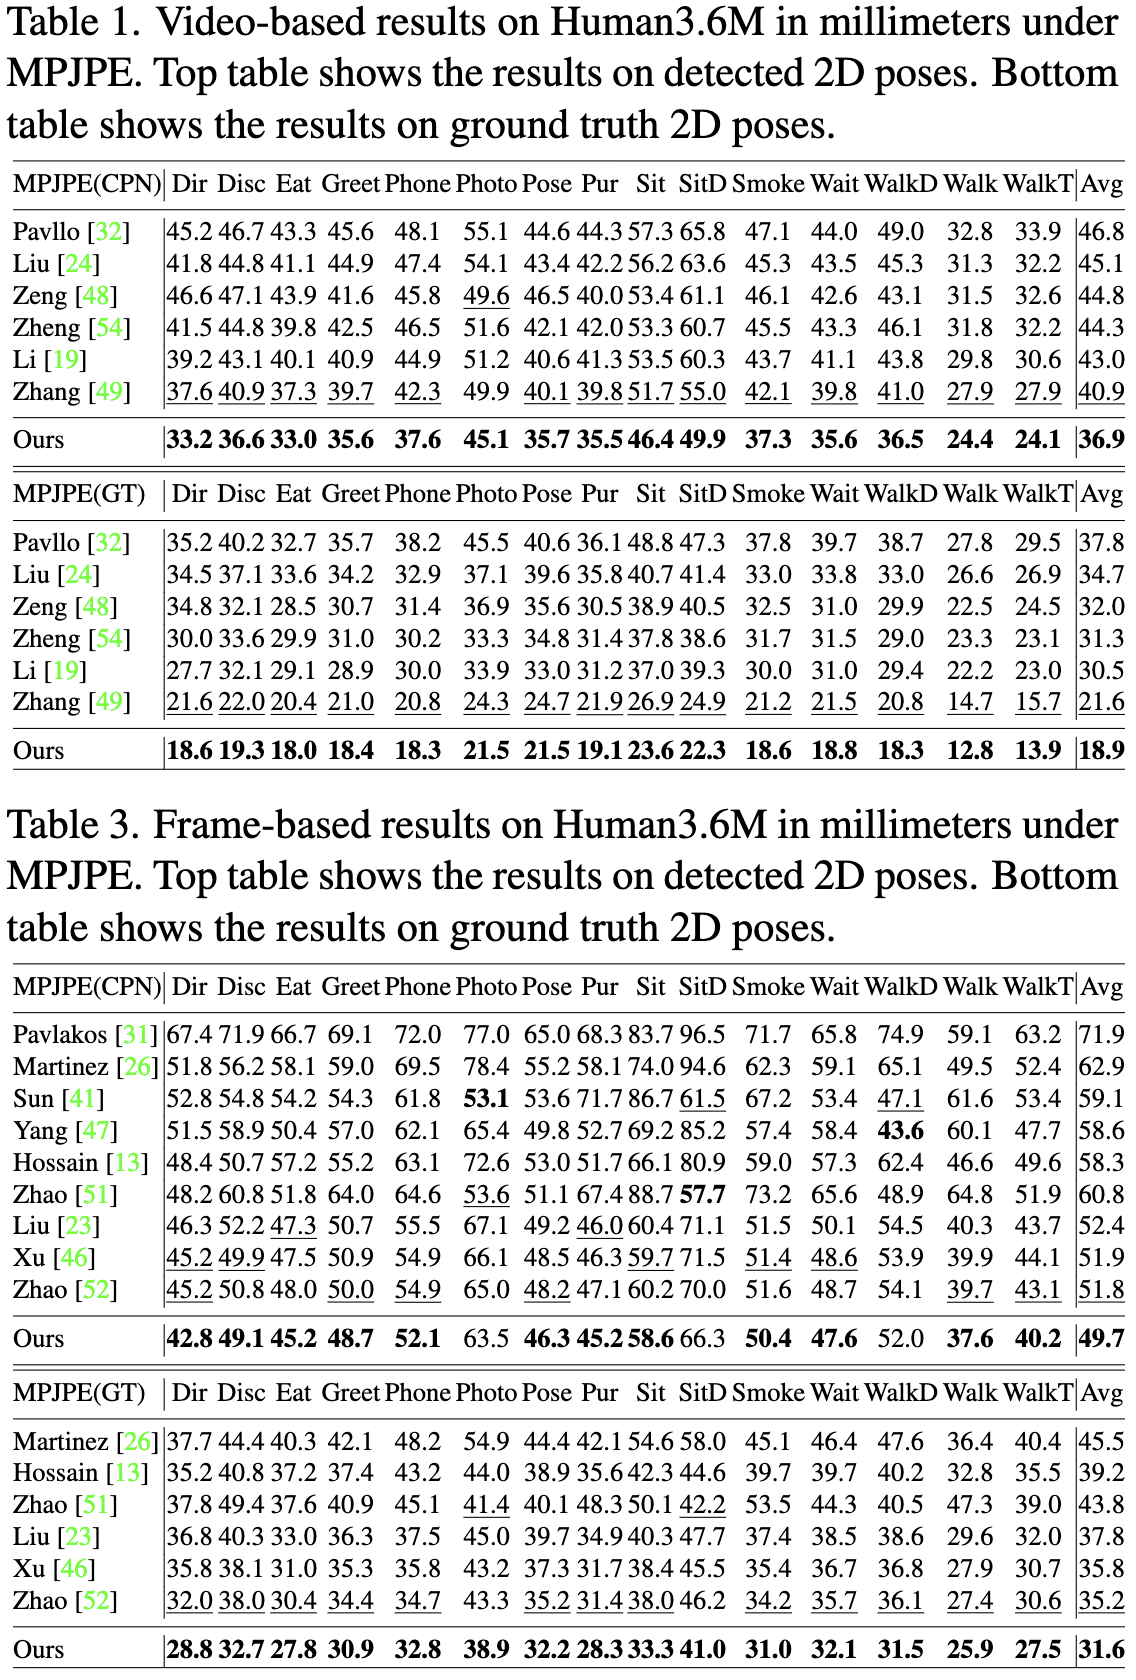 Table 1. Video-based results on Human3.6M in millimeters under
MPJPE. Top table shows the results on detected 2D poses. Bottom
table shows the results on ground truth 2D poses.
MPJPE(CPN) Dir Disc Eat Greet Phone Photo Pose Pur Sit SitD Smoke Wait WalkD Walk WalkT Avg
Pavllo [32] 45.2 46.7 43.3 45.6 48.1 55.1 44.6 44.3 57.3 65.8 47.1 44.0 49.0 32.8 33.9 46.8
Liu [24] 41.8 44.8 41.1 44.9 47.4 54.1 43.4 42.2 56.2 63.6 45.3 43.5 45.3 31.3 32.2 45.1
Zeng [48] 46.6 47.1 43.9 41.6 45.8 49.6 46.5 40.0 53.4 61.1 46.1 42.6 43.1 31.5 32.6 44.8
Zheng [54] 41.5 44.8 39.8 42.5 46.5 51.6 42.1 42.0 53.3 60.7 45.5 43.3 46.1 31.8 32.2 44.3
Li [19] 39.2 43.1 40.1 40.9 44.9 51.2 40.6 41.3 53.5 60.3 43.7 41.1 43.8 29.8 30.6 43.0
Zhang [49] 37.6 40.9 37.3 39.7 42.3 49.9 40.1 39.8 51.7 55.0 42.1 39.8 41.0 27.9 27.9 40.9
Ours 33.2 36.6 33.0 35.6 37.6 45.1 35.7 35.5 46.4 49.9 37.3 35.6 36.5 24.4 24.1 36.9
MPJPE(GT) Dir Disc Eat Greet Phone Photo Pose Pur Sit SitD Smoke Wait WalkD Walk WalkT Avg
Pavllo [32] 35.2 40.2 32.7 35.7 38.2 45.5 40.6 36.1 48.8 47.3 37.8 39.7 38.7 27.8 29.5 37.8
Liu [24] 34.5 37.1 33.6 34.2 32.9 37.1 39.6 35.8 40.7 41.4 33.0 33.8 33.0 26.6 26.9 34.7
Zeng [48] 34.8 32.1 28.5 30.7 31.4 36.9 35.6 30.5 38.9 40.5 32.5 31.0 29.9 22.5 24.5 32.0
Zheng [54] 30.0 33.6 29.9 31.0 30.2 33.3 34.8 31.4 37.8 38.6 31.7 31.5 29.0 23.3 23.1 31.3
Li [19] 27.7 32.1 29.1 28.9 30.0 33.9 33.0 31.2 37.0 39.3 30.0 31.0 29.4 22.2 23.0 30.5
Zhang [49] 21.6 22.0 20.4 21.0 20.8 24.3 24.7 21.9 26.9 24.9 21.2 21.5 20.8 14.7 15.7 21.6
Ours 18.6 19.3 18.0 18.4 18.3 21.5 21.5 19.1 23.6 22.3 18.6 18.8 18.3 12.8 13.9 18.9
Table 3. Frame-based results on Human3.6M in millimeters under
MPJPE. Top table shows the results on detected 2D poses. Bottom
table shows the results on ground truth 2D poses.
MPJPE(CPN) Dir Disc Eat Greet Phone Photo Pose Pur Sit SitD Smoke Wait WalkD Walk WalkT Avg
Pavlakos [31] 67.4 71.9 66.7 69.1 72.0 77.0 65.0 68.3 83.7 96.5 71.7 65.8 74.9 59.1 63.2 71.9
Martinez [26] 51.8 56.2 58.1 59.0 69.5 78.4 55.2 58.1 74.0 94.6 62.3 59.1 65.1 49.5 52.4 62.9
Sun [41] 52.8 54.8 54.2 54.3 61.8 53.1 53.6 71.7 86.7 61.5 67.2 53.4 47.1 61.6 53.4 59.1
Yang [47] 51.5 58.9 50.4 57.0 62.1 65.4 49.8 52.7 69.2 85.2 57.4 58.4 43.6 60.1 47.7 58.6
Hossain [13] 48.4 50.7 57.2 55.2 63.1 72.6 53.0 51.7 66.1 80.9 59.0 57.3 62.4 46.6 49.6 58.3
Zhao [51] 48.2 60.8 51.8 64.0 64.6 53.6 51.1 67.4 88.7 57.7 73.2 65.6 48.9 64.8 51.9 60.8
Liu [23] 46.3 52.2 47.3 50.7 55.5 67.1 49.2 46.0 60.4 71.1 51.5 50.1 54.5 40.3 43.7 52.4
Xu [46] 45.2 49.9 47.5 50.9 54.9 66.1 48.5 46.3 59.7 71.5 51.4 48.6 53.9 39.9 44.1 51.9
Zhao [52] 45.2 50.8 48.0 50.0 54.9 65.0 48.2 47.1 60.2 70.0 51.6 48.7 54.1 39.7 43.1 51.8
Ours 42.8 49.1 45.2 48.7 52.1 63.5 46.3 45.2 58.6 66.3 50.4 47.6 52.0 37.6 40.2 49.7
MPJPE(GT) Dir Disc Eat Greet Phone Photo Pose Pur Sit SitD Smoke Wait WalkD Walk WalkT Avg
Martinez [26] 37.7 44.4 40.3 42.1 48.2 54.9 44.4 42.1 54.6 58.0 45.1 46.4 47.6 36.4 40.4 45.5
Hossain [13] 35.2 40.8 37.2 37.4 43.2 44.0 38.9 35.6 42.3 44.6 39.7 39.7 40.2 32.8 35.5 39.2
Zhao [51] 37.8 49.4 37.6 40.9 45.1 41.4 40.1 48.3 50.1 42.2 53.5 44.3 40.5 47.3 39.0 43.8
Liu [23] 36.8 40.3 33.0 36.3 37.5 45.0 39.7 34.9 40.3 47.7 37.4 38.5 38.6 29.6 32.0 37.8
Xu [46] 35.8 38.1 31.0 35.3 35.8 43.2 37.3 31.7 38.4 45.5 35.4 36.7 36.8 27.9 30.7 35.8
Zhao [52] 32.0 38.0 30.4 34.4 34.7 43.3 35.2 31.4 38.0 46.2 34.2 35.7 36.1 27.4 30.6 35.2
Ours 28.8 32.7 27.8 30.9 32.8 38.9 32.2 28.3 33.3 41.0 31.0 32.1 31.5 25.9 27.5 31.6